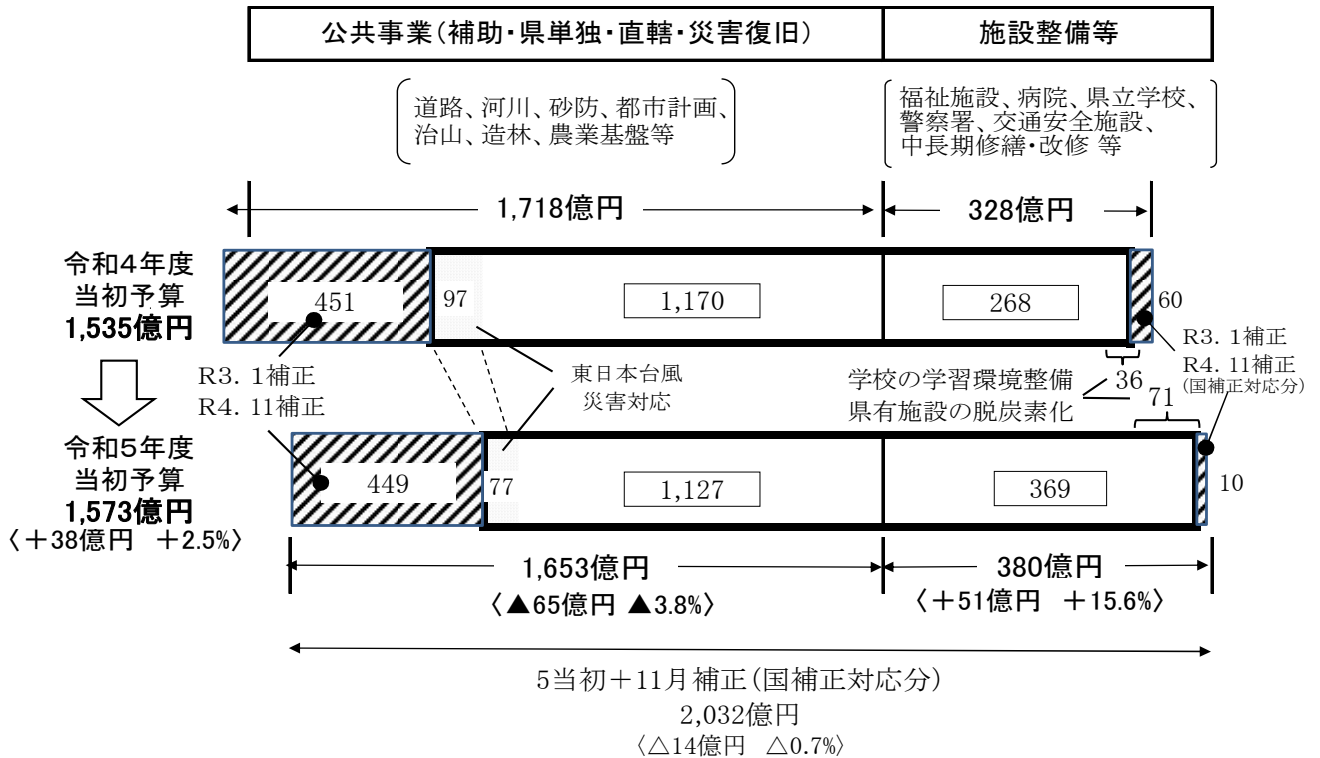 公共事業(補助・県単独・直轄・災害復旧)
施設整備等
道路、河川、砂防、都市計画、
治山、造林、農業基盤等
福祉施設、病院、県立学校、
警察署、交通安全施設、
中長期修繕・改修 等
1,718億円
328億円
令和4年度
当初予算
1,535億円
451
97
1,170
268
60
R3. 1補正
R4. 11補正
(国補正対応分)
R3. 1補正
R4. 11補正
東日本台風
災害対応
学校の学習環境整備
県有施設の脱炭素化
36
71
令和5年度
当初予算
1,573億円
〈+38億円 +2.5%〉
449
77
1,127
369
10
1,653億円
〈▲65億円 ▲3.8%〉
380億円
〈+51億円 +15.6%〉
5当初+11月補正(国補正対応分)
2,032億円
〈△14億円 △0.7%〉